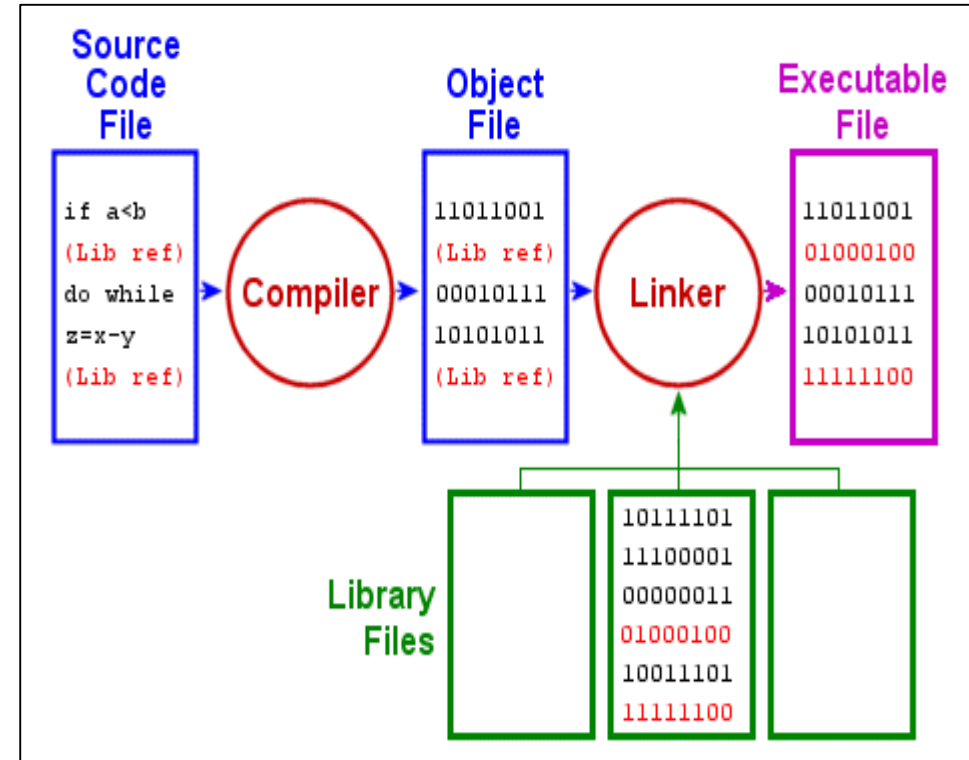 Source
Code
File
if a<b
(Lib ref)
do while
z=x-y
(Lib ref)
Compiler
Object
File
11011001
(Lib ref)
00010111
10101011
(Lib ref)
Linker
Executable
File
11011001
01000100
00010111
10101011
11111100
Library
Files
10111101
11100001
00000011
01000100
10011101
11111100